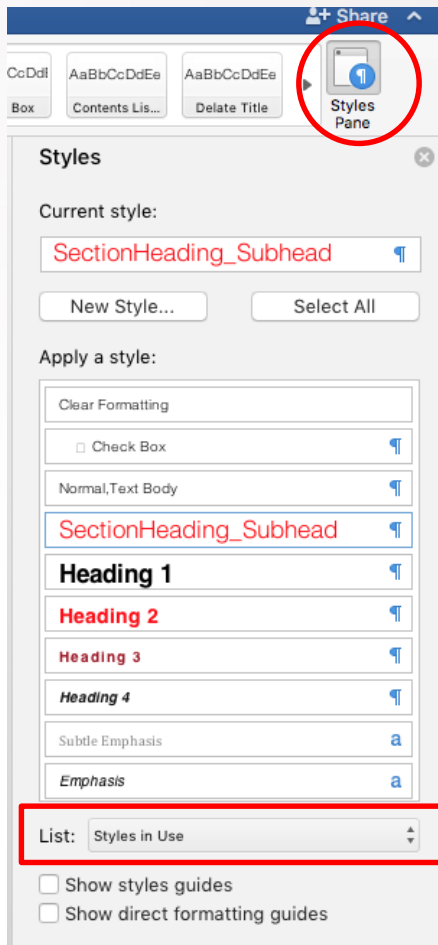 Share
CcDdI AaBbCcDdEe AaBbCcDdEe
Box Contents Lis... Delate Title Styles Pane
Styles
Current style:
SectionHeading_Subhead ¶
New Style... Select All
Apply a style:
Clear Formatting
Check Box ¶
Normal,Text Body ¶
SectionHeading_Subhead ¶
Heading 1 ¶
Heading 2 ¶
Heading 3 ¶
Heading 4 ¶
Subtle Emphasis a
Emphasis a
List: Styles in Use
Show styles guides
Show direct formatting guides